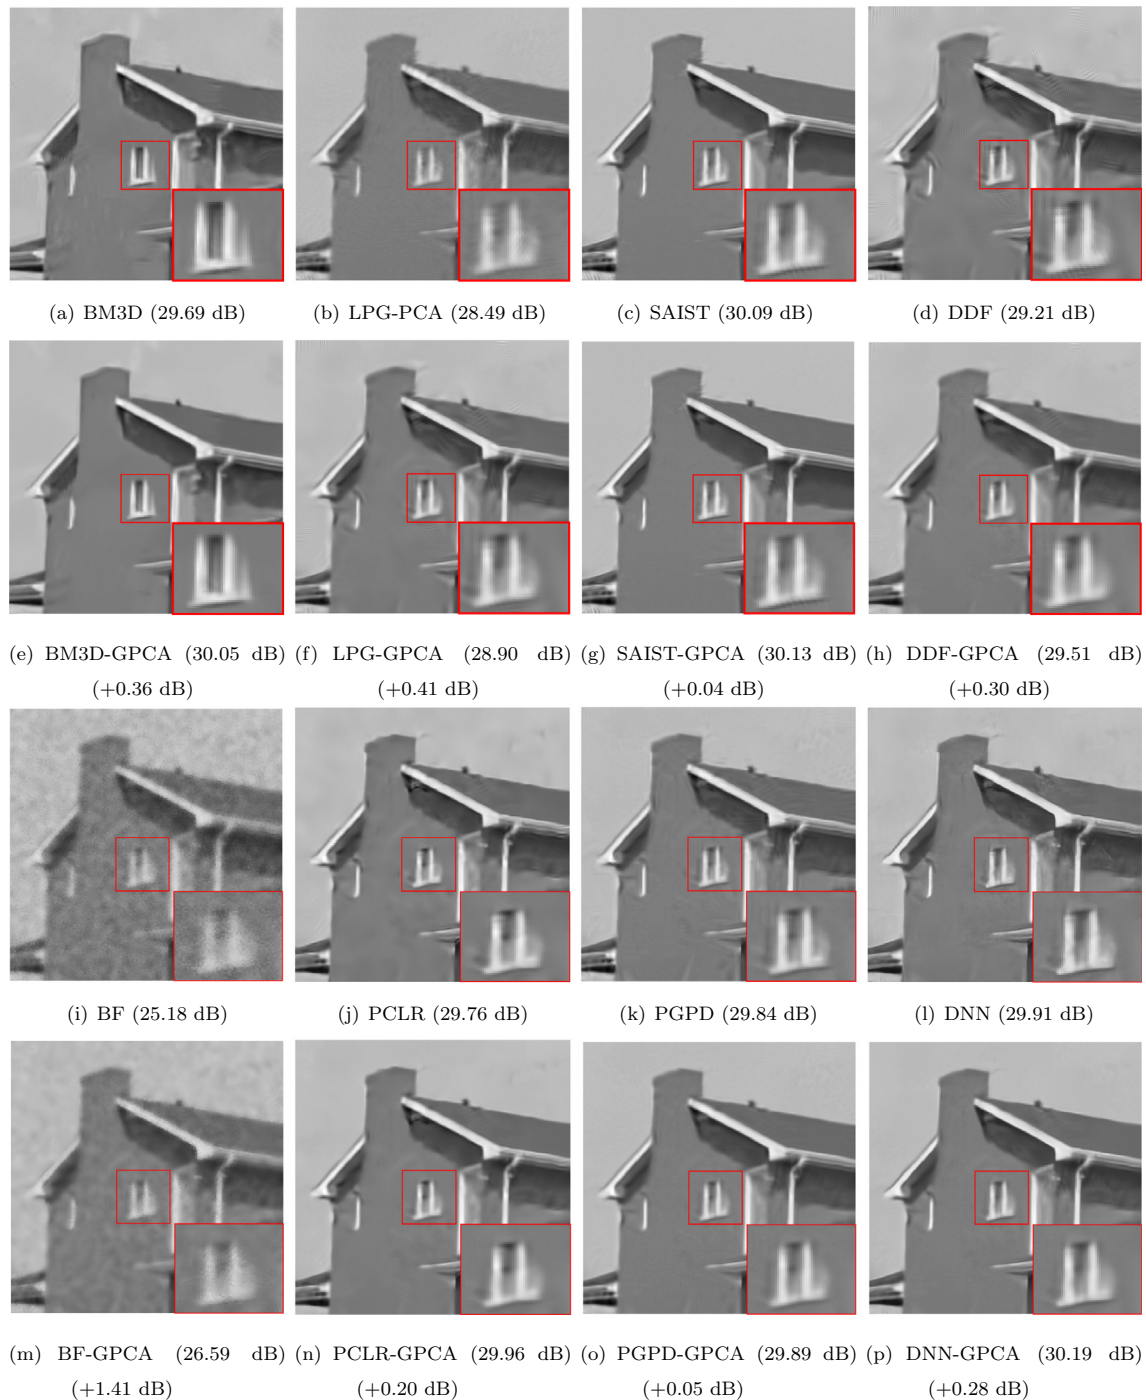 (a) BM3D (29.69 dB)
(b) LPG-PCA (28.49 dB)
(c) SAIST (30.09 dB)
(d) DDF (29.21 dB)
(e) BM3D-GPCA (30.05 dB)
(+0.36 dB)
(f) LPG-GPCA (28.90 dB)
(+0.41 dB)
(g) SAIST-GPCA (30.13 dB)
(+0.04 dB)
(h) DDF-GPCA (29.51 dB)
(+0.30 dB)
(i) BF (25.18 dB)
(j) PCLR (29.76 dB)
(k) PGPD (29.84 dB)
(l) DNN (29.91 dB)
(m) BF-GPCA (26.59 dB)
(+1.41 dB)
(n) PCLR-GPCA (29.96 dB)
(+0.20 dB)
(o) PGPD-GPCA (29.89 dB)
(+0.05 dB)
(p) DNN-GPCA (30.19 dB)
(+0.28 dB)